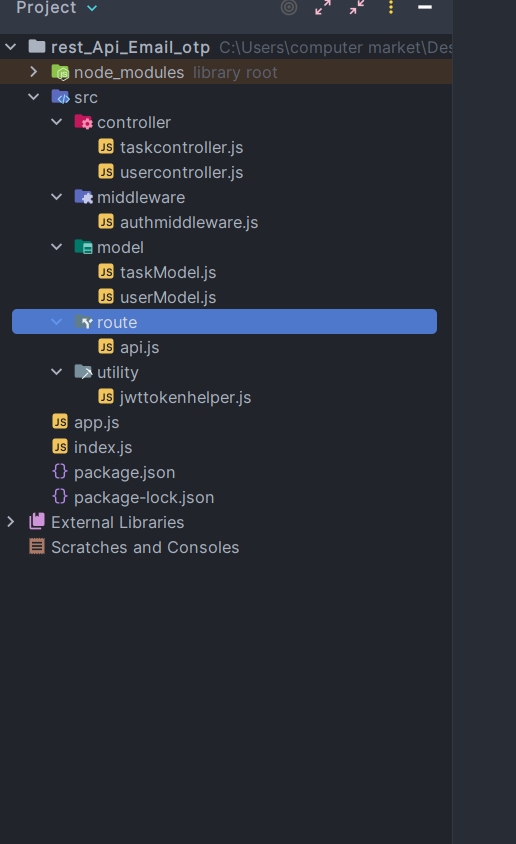 Project
rest_Api_Email_otp C:\Users\computer market\Des
node_modules library root
src
controller
JS taskcontroller.js
JS usercontroller.js
middleware
JS authmiddleware.js
model
JS taskModel.js
JS userModel.js
route
JS api.js
utility
JS jwttokenhelper.js
JS app.js
JS index.js
{} package.json
{} package-lock.json
External Libraries
Scratches and Consoles